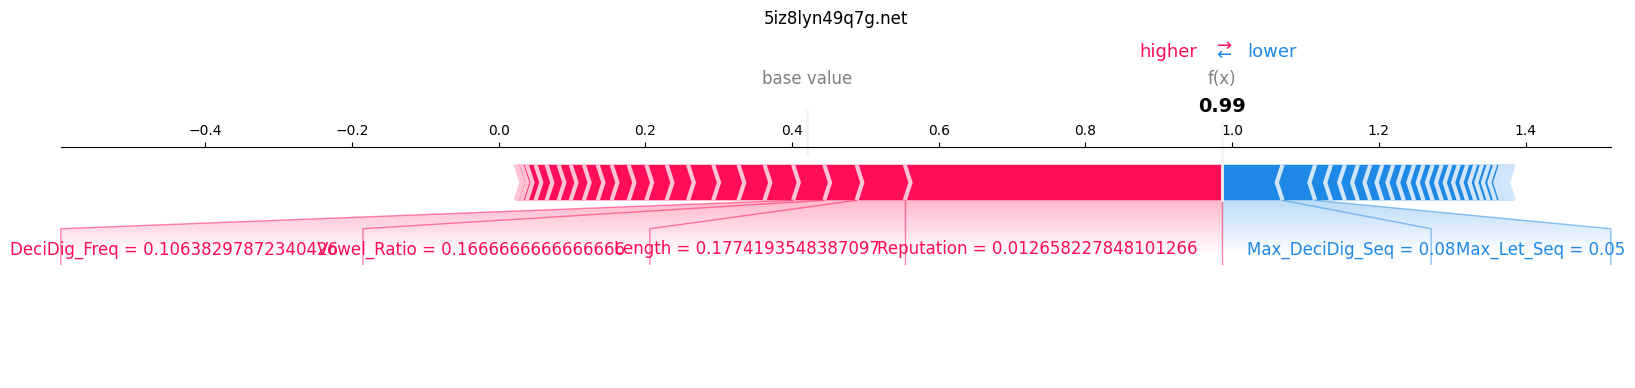 5iz8lyn49q7g.net
higher ⇄ lower
base value f(x)
0.99
−0.4 −0.2 0.0 0.2 0.4 0.6 0.8 1.0 1.2 1.4
DeciDig_Freq = 0.10638297872340426 Vowel_Ratio = 0.16666666666666666 Length = 0.1774193548387097 Reputation = 0.012658227848101266 Max_DeciDig_Seq = 0.08 Max_Let_Seq = 0.05